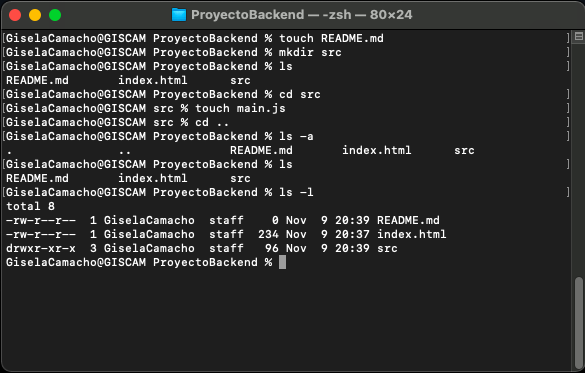 ProyectoBackend — -zsh — 80×24
[GiselaCamacho@GISCAM ProyectoBackend % touch README.md ]
[GiselaCamacho@GISCAM ProyectoBackend % mkdir src ]
[GiselaCamacho@GISCAM ProyectoBackend % ls ]
README.md index.html src
[GiselaCamacho@GISCAM ProyectoBackend % cd src ]
[GiselaCamacho@GISCAM src % touch main.js ]
[GiselaCamacho@GISCAM src % cd .. ]
[GiselaCamacho@GISCAM ProyectoBackend % ls -a ]
. .. README.md index.html src
[GiselaCamacho@GISCAM ProyectoBackend % ls ]
README.md index.html src
[GiselaCamacho@GISCAM ProyectoBackend % ls -l ]
total 8
-rw-r--r-- 1 GiselaCamacho staff 0 Nov 9 20:39 README.md
-rw-r--r-- 1 GiselaCamacho staff 234 Nov 9 20:37 index.html
drwxr-xr-x 3 GiselaCamacho staff 96 Nov 9 20:39 src
GiselaCamacho@GISCAM ProyectoBackend %